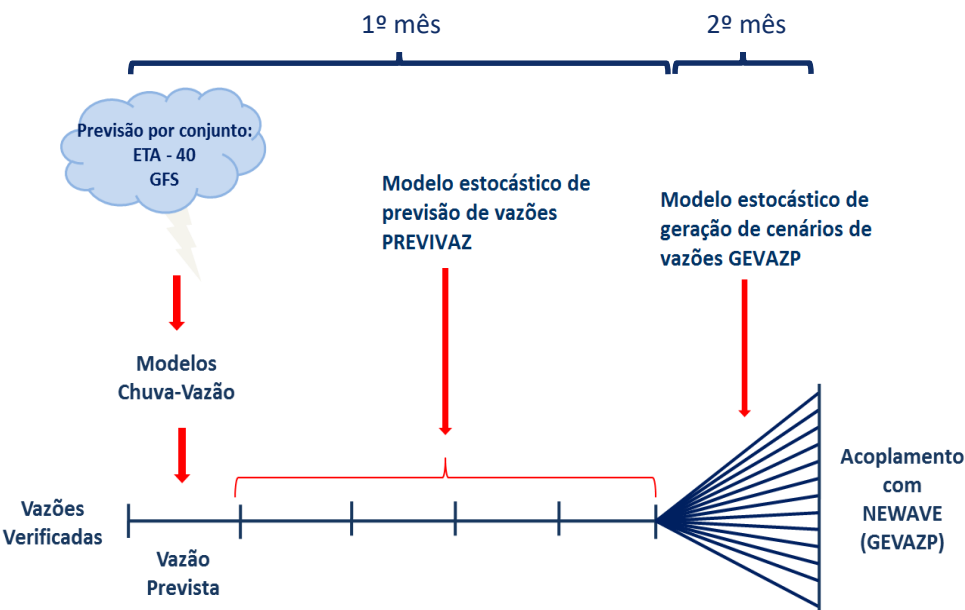 1º mês
2º mês
Previsão por conjunto:
ETA - 40
GFS
Modelo estocástico de
previsão de vazões
PREVIVAZ
Modelo estocástico de
geração de cenários de
vazões GEVAZP
Modelos
Chuva-Vazão
Vazões
Verificadas
Vazão
Prevista
Acoplamento
com
NEWAVE
(GEVAZP)